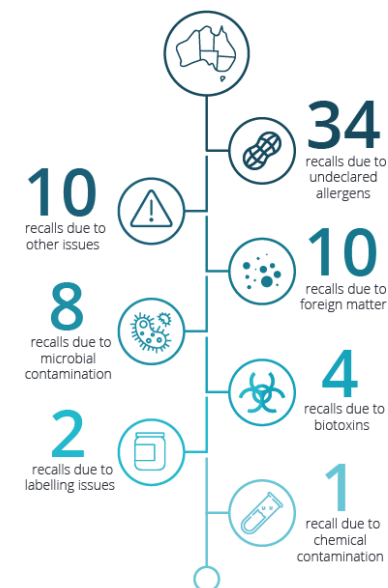 34
recalls due to
undeclared
allergens
10
recalls due to
other issues
10
recalls due to
foreign matter
8
recalls due to
microbial
contamination
4
recalls due to
biotoxins
2
recalls due to
labelling issues
1
recall due to
chemical
contamination